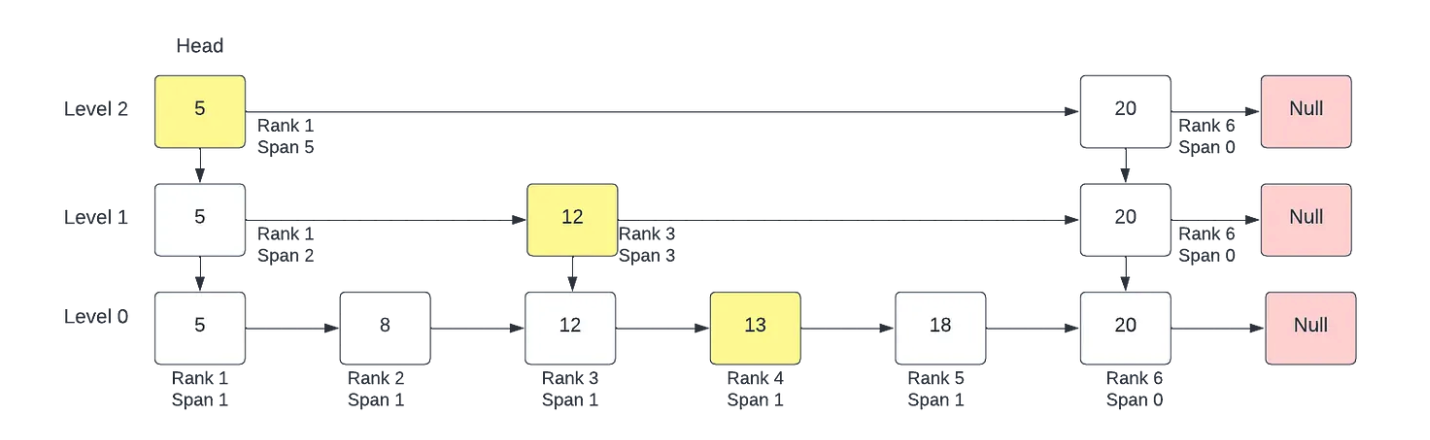 Head
Level 2
5
20
Null
Rank 1
Span 5
Rank 6
Span 0
Level 1
5
12
20
Null
Rank 1
Span 2
Rank 3
Span 3
Rank 6
Span 0
Level 0
5
8
12
13
18
20
Null
Rank 1
Span 1
Rank 2
Span 1
Rank 3
Span 1
Rank 4
Span 1
Rank 5
Span 1
Rank 6
Span 0